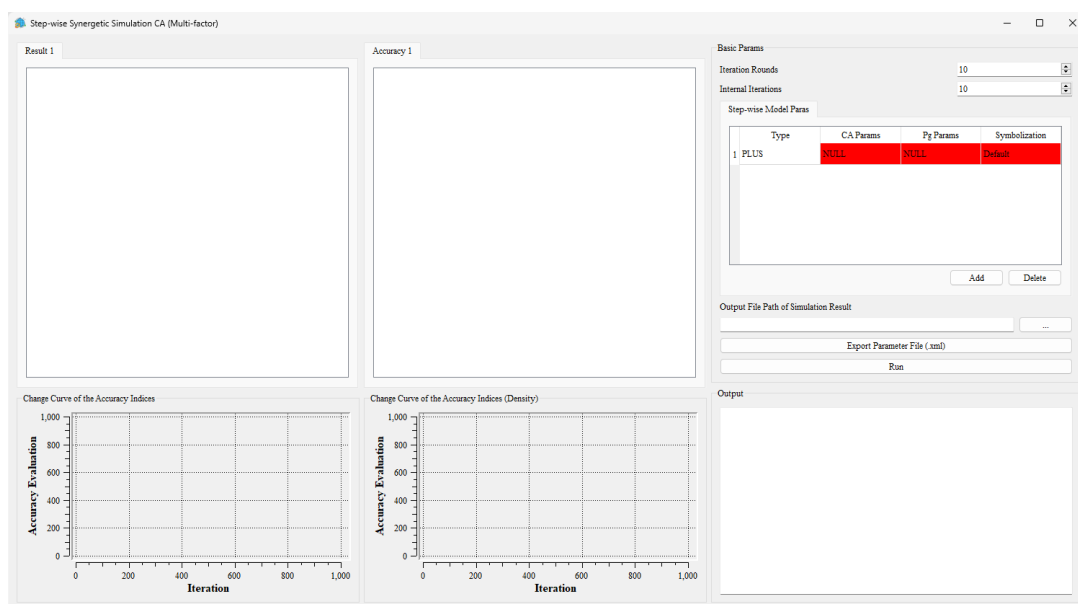 Step-wise Synergetic Simulation CA (Multi-factor)
Result 1
Accuracy 1
Change Curve of the Accuracy Indices
1,000
800
600
400
200
0
Accuracy Evaluation
0 200 400 600 800 1,000
Iteration
Change Curve of the Accuracy Indices (Density)
1,000
800
600
400
200
0
Accuracy Evaluation
0 200 400 600 800 1,000
Iteration
Basic Params
Iteration Rounds 10
Internal Iterations 10
Step-wise Model Paras
Type CA Params Pg Params Symbolization
1 PLUS NULL NULL Default
Add Delete
Output File Path of Simulation Result
...
Export Parameter File (.xml)
Run
Output